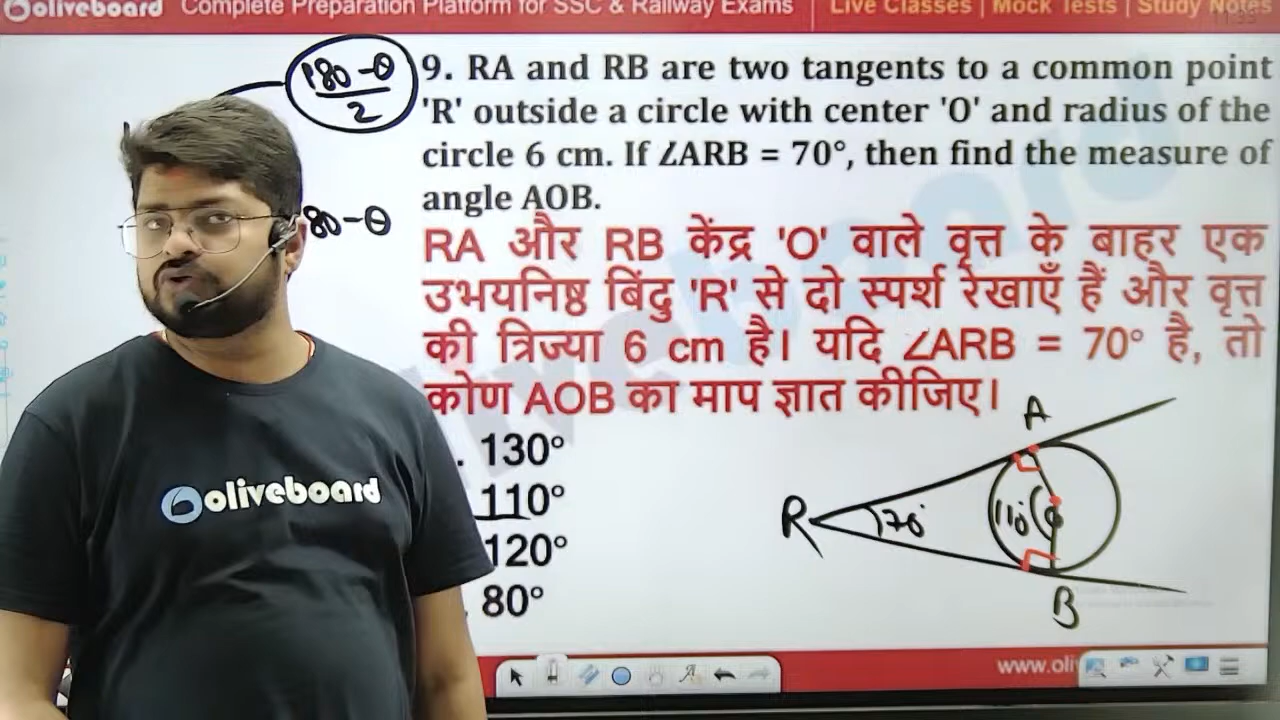 oliveboard Complete Preparation Platform for SSC & Railway Exams Live Classes | Mock Tests | Study Notes
11:35
180-θ
2
9. RA and RB are two tangents to a common point
'R' outside a circle with center 'O' and radius of the
circle 6 cm. If ∠ARB = 70°, then find the measure of
angle AOB.
80-θ
RA और RB केंद्र 'O' वाले वृत्त के बाहर एक
उभयनिष्ठ बिंदु 'R' से दो स्पर्श रेखाएँ हैं और वृत्त
की त्रिज्या 6 cm है। यदि ∠ARB = 70° है, तो
कोण AOB का माप ज्ञात कीजिए।
. 130°
110°
120°
. 80°
oliveboard
A
R
70°
110°
B
www.oli